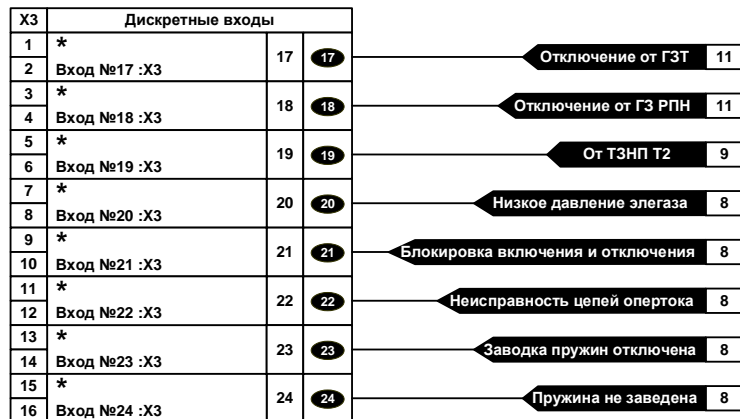 X3 Дискретные входы
1 *
2 Вход №17 :X3 17 17 Отключение от ГЗТ 11
3 *
4 Вход №18 :X3 18 18 Отключение от ГЗ РПН 11
5 *
6 Вход №19 :X3 19 19 От ТЗНП Т2 9
7 *
8 Вход №20 :X3 20 20 Низкое давление элегаза 8
9 *
10 Вход №21 :X3 21 21 Блокировка включения и отключения 8
11 *
12 Вход №22 :X3 22 22 Неисправность цепей опертока 8
13 *
14 Вход №23 :X3 23 23 Заводка пружин отключена 8
15 *
16 Вход №24 :X3 24 24 Пружина не заведена 8